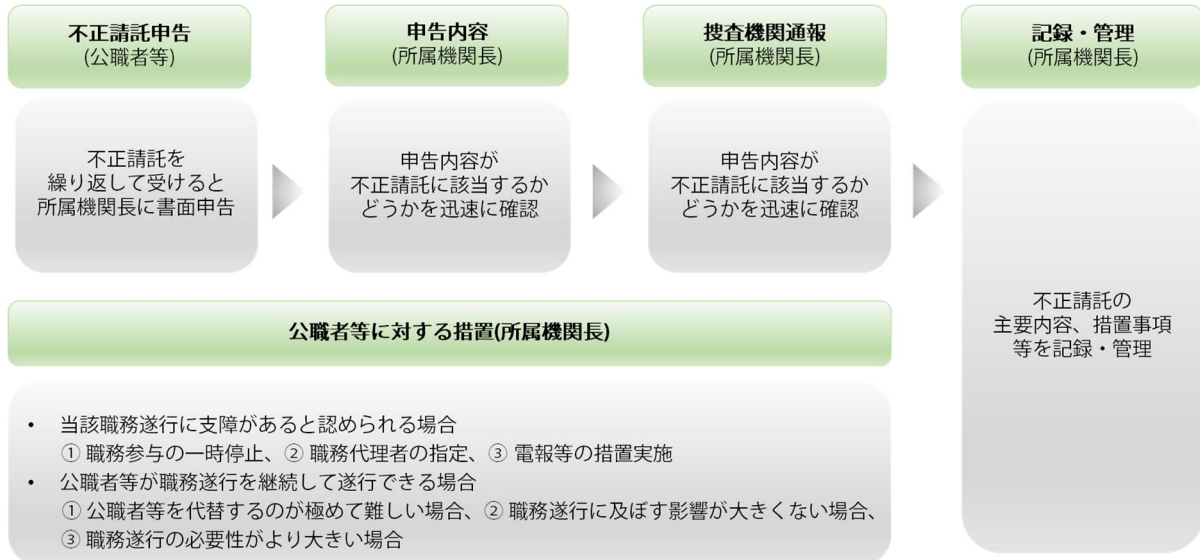 不正請託申告
(公職者等)
不正請託を
繰り返して受けると
所属機関長に書面申告
申告内容
(所属機関長)
申告内容が
不正請託に該当するか
どうかを迅速に確認
捜査機関通報
(所属機関長)
申告内容が
不正請託に該当するか
どうかを迅速に確認
記録・管理
(所属機関長)
不正請託の
主要内容、措置事項
等を記録・管理
公職者等に対する措置(所属機関長)
• 当該職務遂行に支障があると認められる場合
① 職務参与の一時停止、② 職務代理者の指定、③ 電報等の措置実施
• 公職者等が職務遂行を継続して遂行できる場合
① 公職者等を代替するのが極めて難しい場合、② 職務遂行に及ぼす影響が大きくない場合、
③ 職務遂行の必要性がより大きい場合